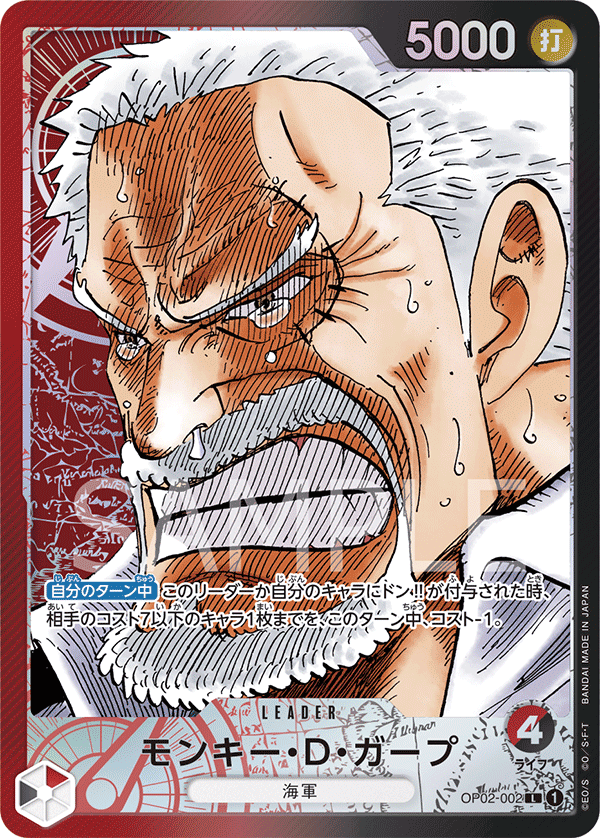 5000 打
SAMPLE
自分のターン中 このリーダーか自分のキャラにドン!!が付与された時、
相手のコスト7以下のキャラ1枚までを、このターン中、コスト-1。
LEADER
モンキー・D・ガープ
海軍
4
ライフ
OP02-002 L 1
©E.O/S ©O/S・F・T BANDAI MADE IN JAPAN